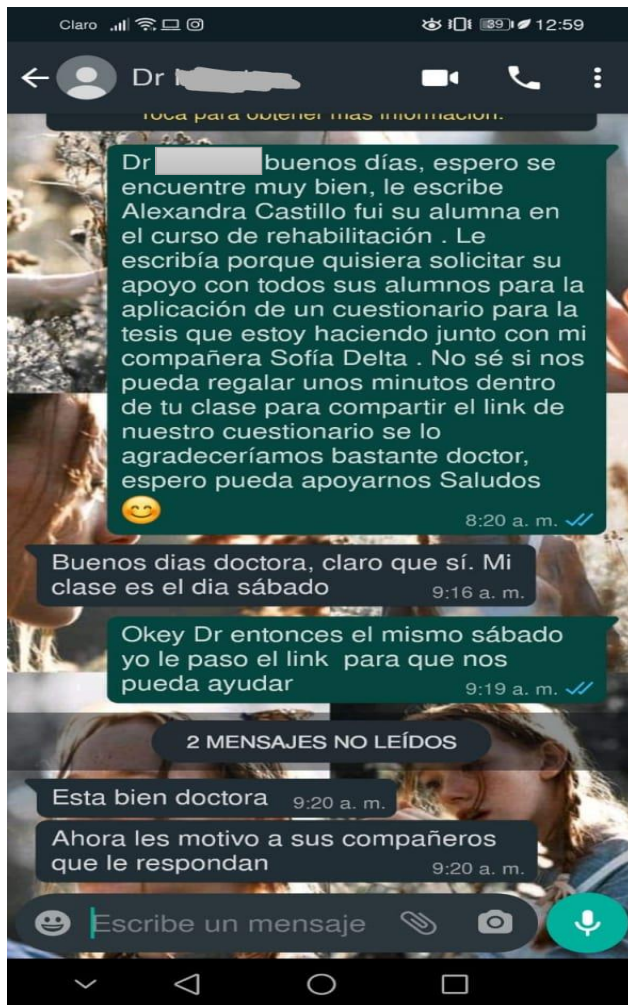 Claro 39 12:59
Dr
Toca para obtener más información.
Dr buenos días, espero se
encuentre muy bien, le escribe
Alexandra Castillo fui su alumna en
el curso de rehabilitación . Le
escribía porque quisiera solicitar su
apoyo con todos sus alumnos para la
aplicación de un cuestionario para la
tesis que estoy haciendo junto con mi
compañera Sofía Delta . No sé si nos
pueda regalar unos minutos dentro
de tu clase para compartir el link de
nuestro cuestionario se lo
agradeceríamos bastante doctor,
espero pueda apoyarnos Saludos
😊
8:20 a. m.
Buenos dias doctora, claro que sí. Mi
clase es el dia sábado 9:16 a. m.
Okey Dr entonces el mismo sábado
yo le paso el link para que nos
pueda ayudar 9:19 a. m.
2 MENSAJES NO LEÍDOS
Esta bien doctora 9:20 a. m.
Ahora les motivo a sus compañeros
que le respondan 9:20 a. m.
Escribe un mensaje